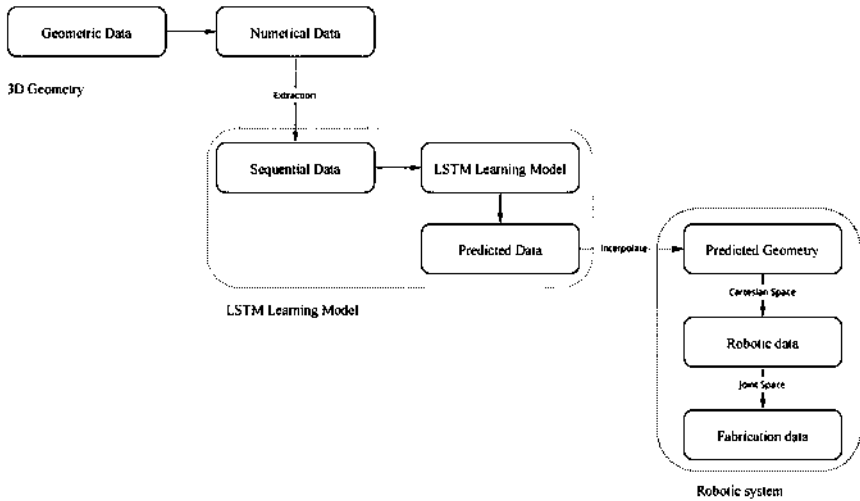 Geometric Data
Numetical Data
3D Geometry
Extraction
Sequential Data
LSTM Learning Model
Predicted Data
Interpolate
Predicted Geometry
LSTM Learning Model
Cartesian Space
Robotic data
Joint Space
Fabrication data
Robotic system